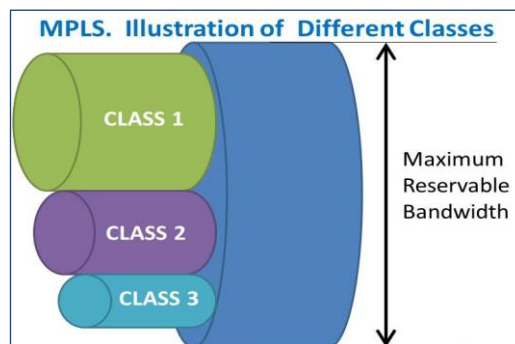 MPLS. Illustration of Different Classes
CLASS 1
CLASS 2
CLASS 3
Maximum
Reservable
Bandwidth